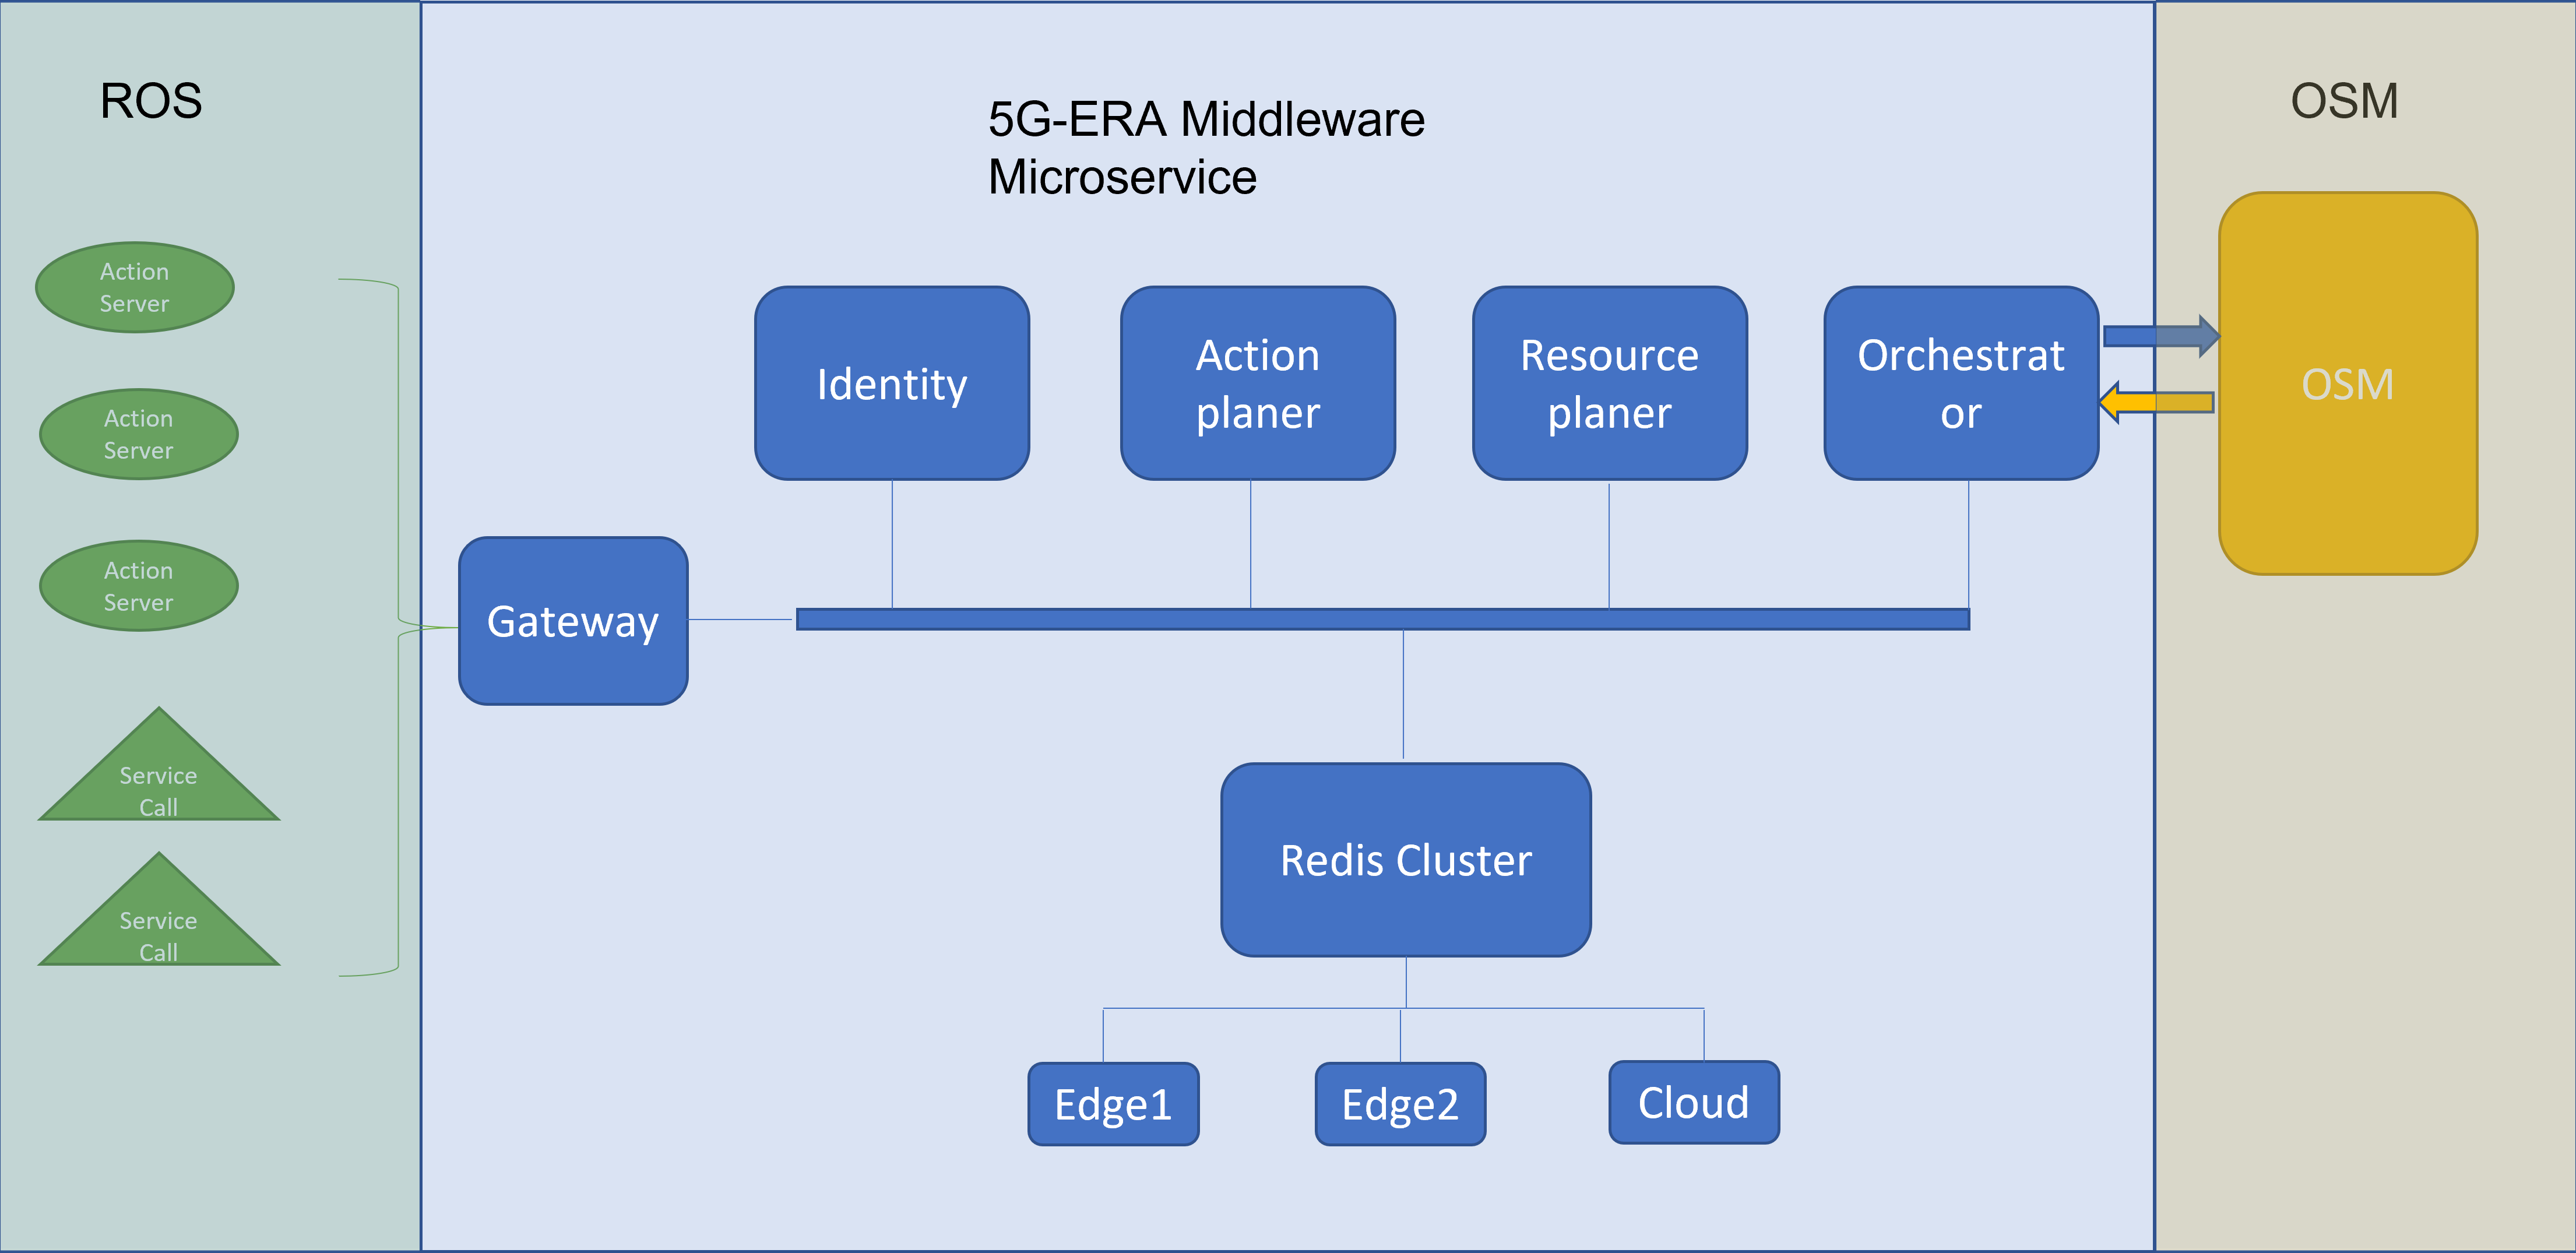 ROS
Action
Server
Action
Server
Action
Server
Service
Call
Service
Call
5G-ERA Middleware
Microservice
Identity
Action
planer
Resource
planer
Orchestrat
or
Gateway
Redis Cluster
Edge1
Edge2
Cloud
OSM
OSM